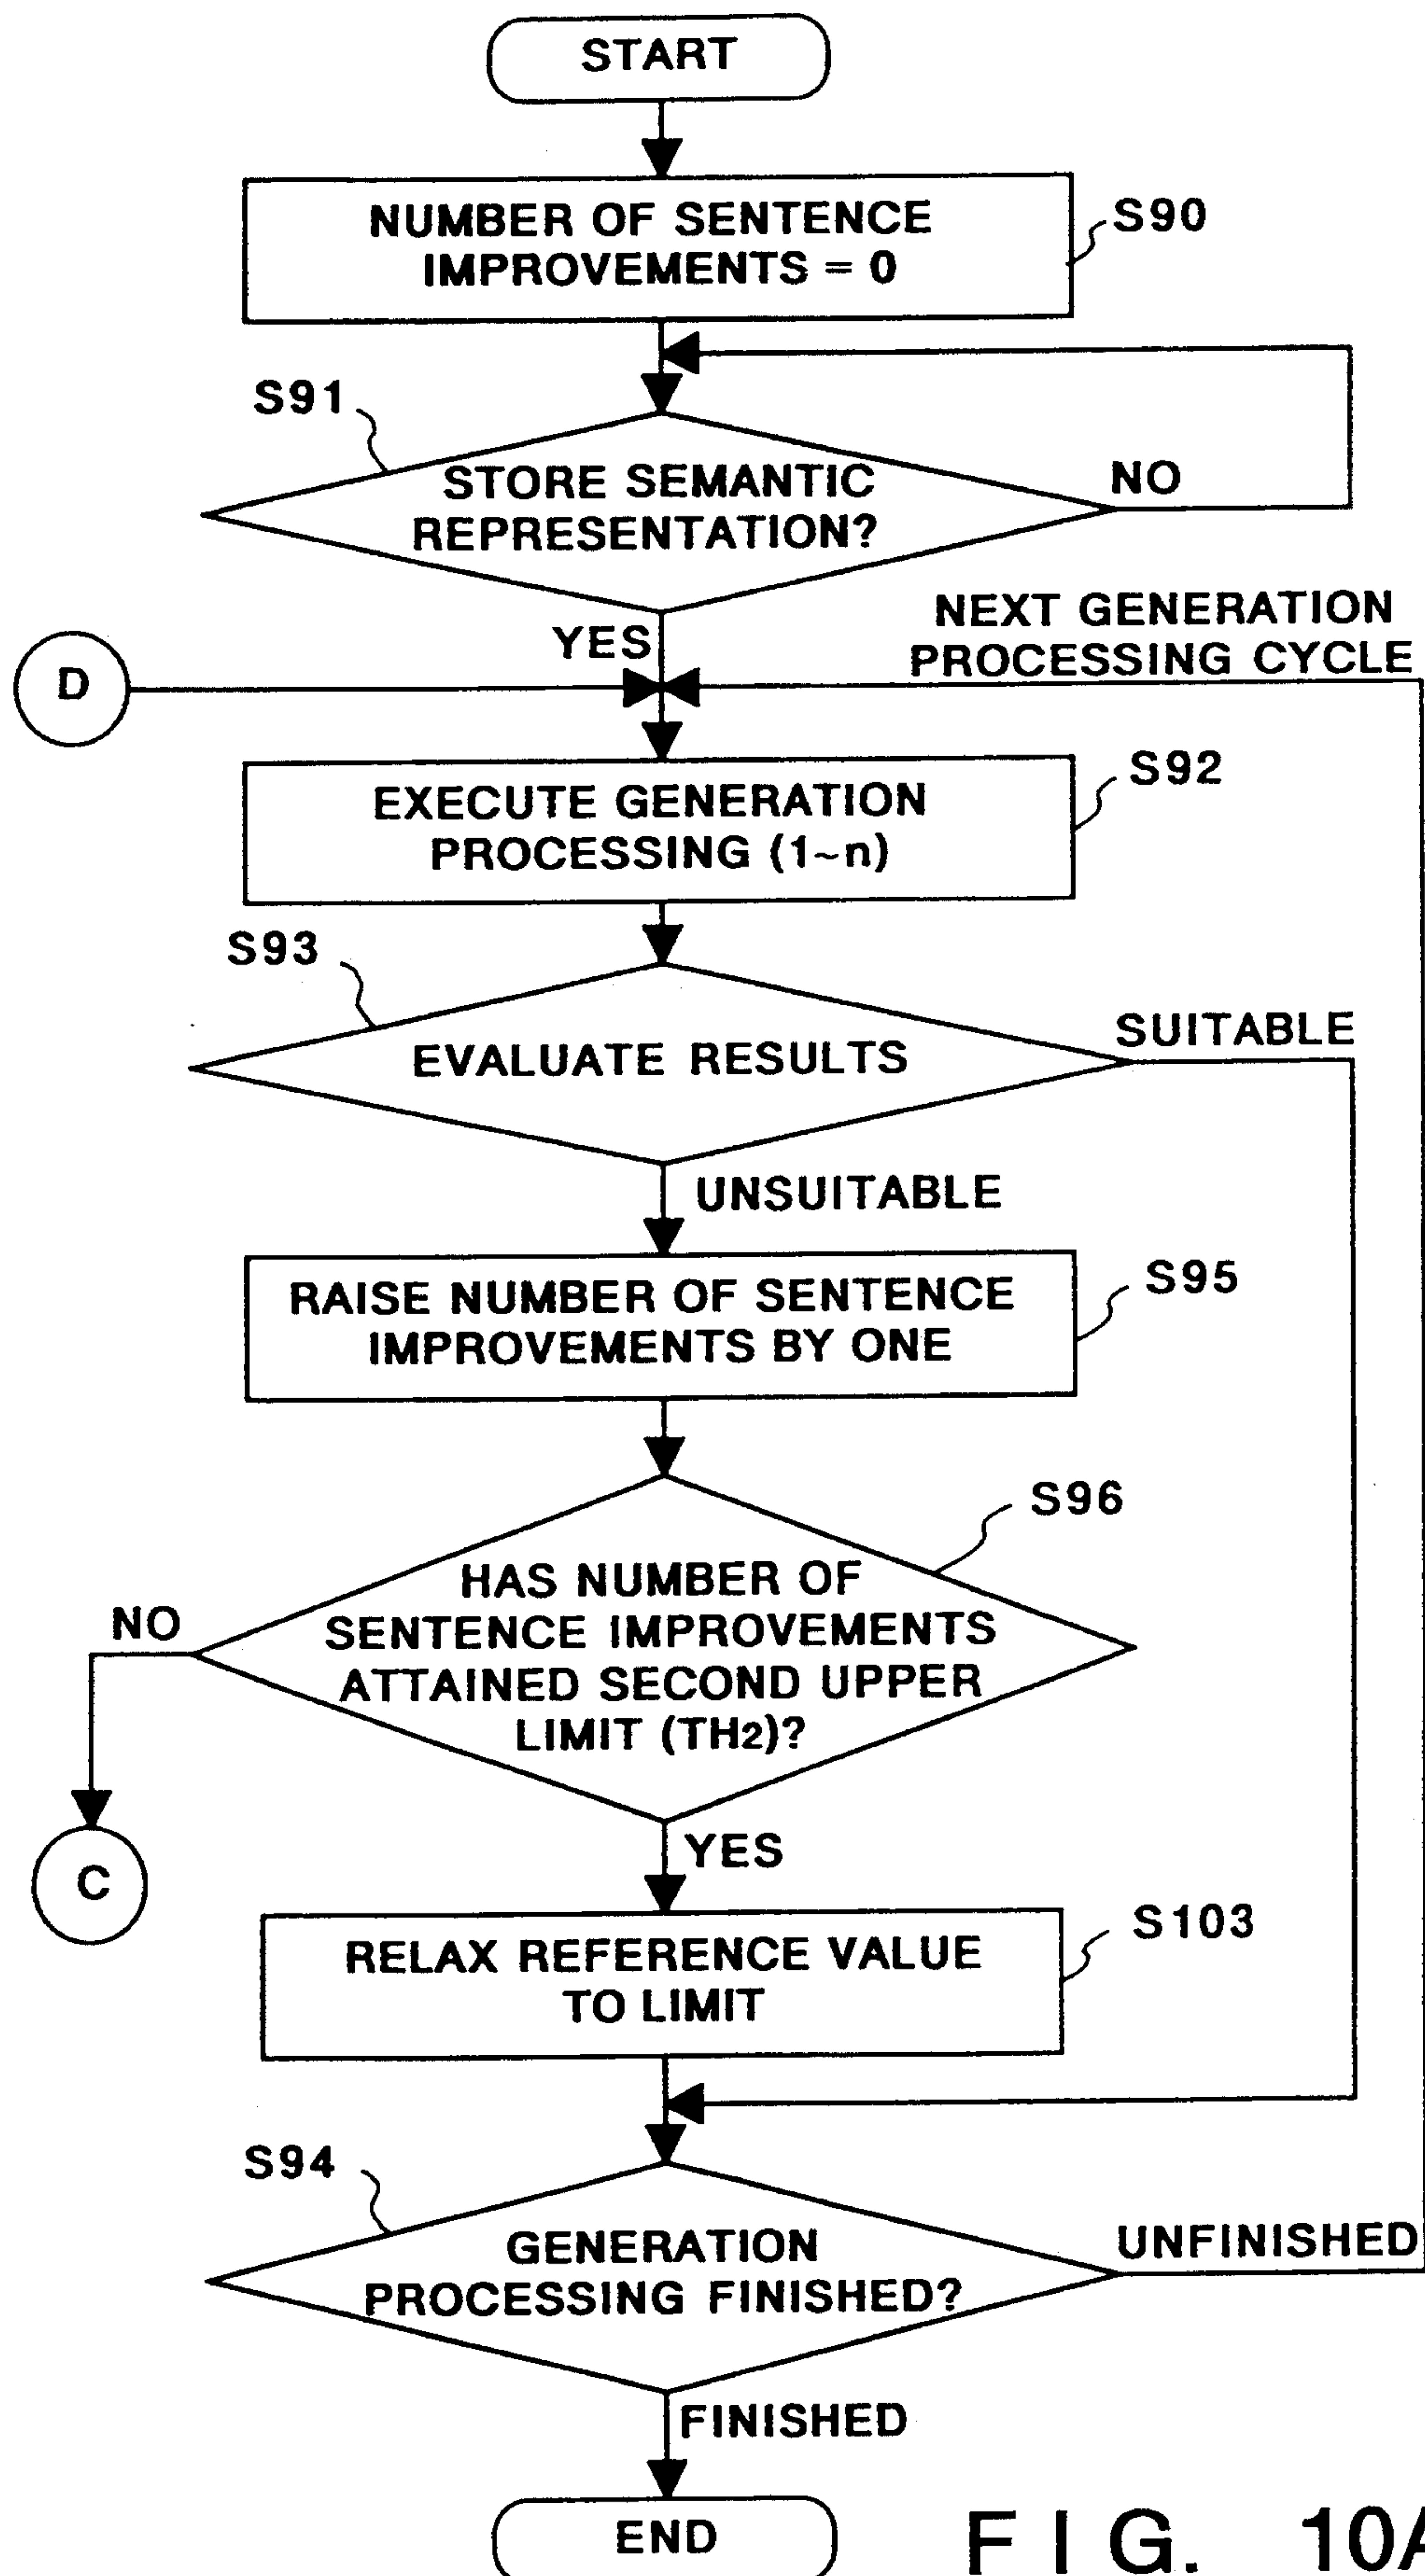 START
NUMBER OF SENTENCE
IMPROVEMENTS = 0
S90
S91
STORE SEMANTIC
REPRESENTATION?
NO
YES
NEXT GENERATION
PROCESSING CYCLE
D
EXECUTE GENERATION
PROCESSING (1~n)
S92
S93
EVALUATE RESULTS
SUITABLE
UNSUITABLE
RAISE NUMBER OF SENTENCE
IMPROVEMENTS BY ONE
S95
S96
HAS NUMBER OF
SENTENCE IMPROVEMENTS
ATTAINED SECOND UPPER
LIMIT (TH2)?
NO
C
YES
RELAX REFERENCE VALUE
TO LIMIT
S103
S94
GENERATION
PROCESSING FINISHED?
UNFINISHED
FINISHED
END
FIG. 10A